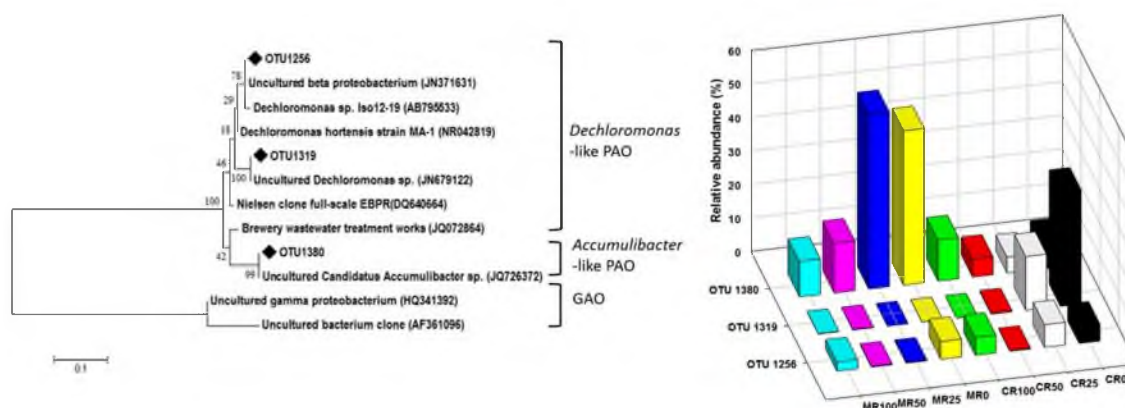 OTU1256
78
Uncultured beta proteobacterium (JN371631)
29
Dechloromonas sp. Iso12-19 (AB795533)
18
Dechloromonas hortensis strain MA-1 (NR042819)
Dechloromonas
-like PAO
46
OTU1319
100
Uncultured Dechloromonas sp. (JN679122)
100
Nielsen clone full-scale EBPR(DQ640664)
Brewery wastewater treatment works (JQ072864)
42
OTU1380
Accumulibacter
-like PAO
99
Uncultured Candidatus Accumulibacter sp. (JQ726372)
Uncultured gamma proteobacterium (HQ341392)
GAO
Uncultured bacterium clone (AF361096)
0.1
Relative abundance (%)
60
50
40
30
20
10
0
OTU 1380
OTU 1319
OTU 1256
MR100
MR50
MR25
MR0
CR100
CR50
CR25
CR0